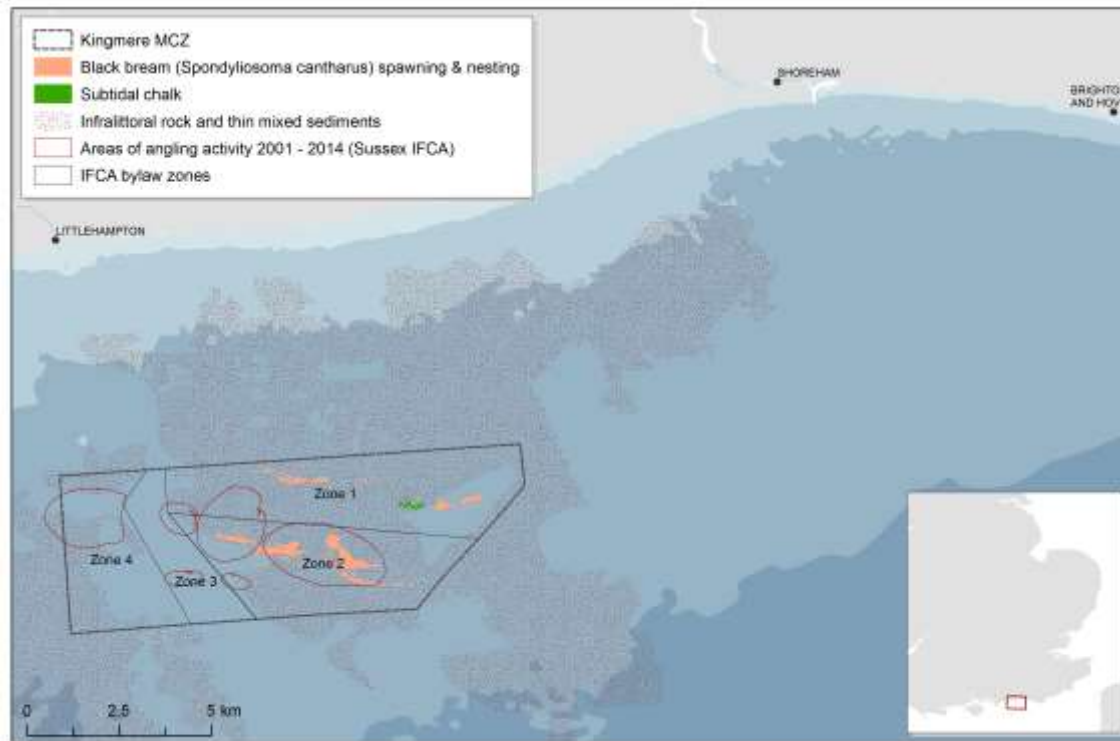 Kingmere MCZ
Black bream (Spondyliosoma cantharus) spawning & nesting
Subtidal chalk
Infralittoral rock and thin mixed sediments
Areas of angling activity 2001 - 2014 (Sussex IFCA)
IFCA bylaw zones
SHOREHAM
BRIGHTO
AND HOV
LITTLEHAMPTON
Zone 1
Zone 2
Zone 3
Zone 4
0 2.5 5 km